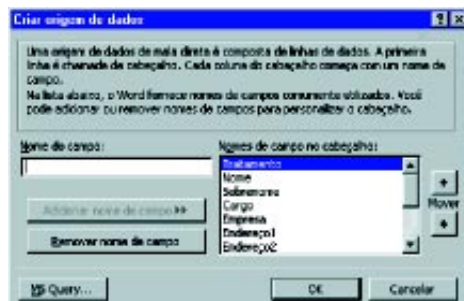 Criar origem de dados
Uma origem de dados de mala direta é composta de linhas de dados. A primeira
linha é chamada de cabeçalho. Cada coluna do cabeçalho começa com um nome de
campo.
Na lista abaixo, o Word fornece nomes de campos comumente utilizados. Você
pode adicionar ou remover nomes de campos para personalizar o cabeçalho.
Nome do campo:
Nomes de campo no cabeçalho:
Tratamento
Nome
Sobrenome
Cargo
Empresa
Endereço1
Endereço2
Adicionar nome de campo >>
Remover nome de campo
Mover
MS Query...
OK
Cancelar